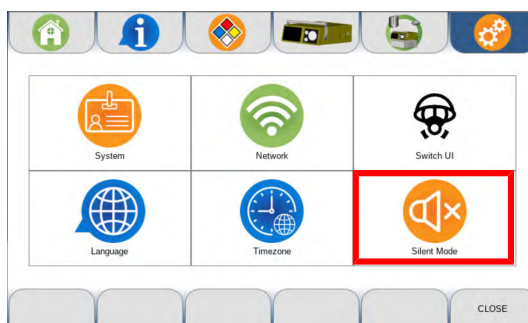 System
Network
Switch UI
Language
Timezone
Silent Mode
CLOSE